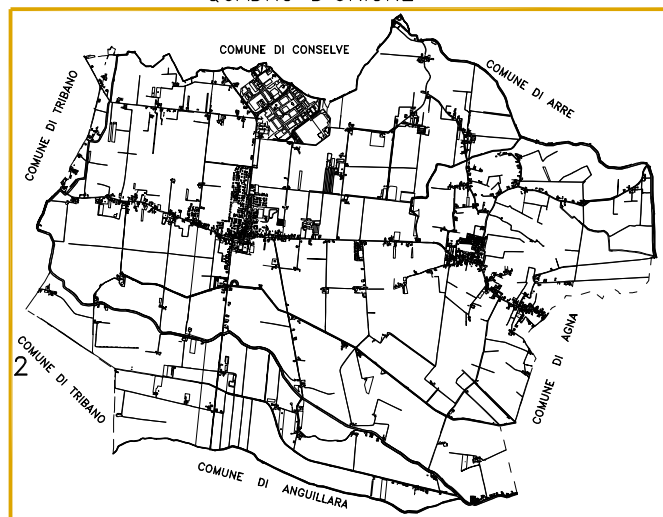 COMUNE DI CONSELVE
COMUNE DI ARRE
COMUNE DI TRIBANO
COMUNE DI AGNA
2
COMUNE DI TRIBANO
COMUNE DI ANGUILLARA